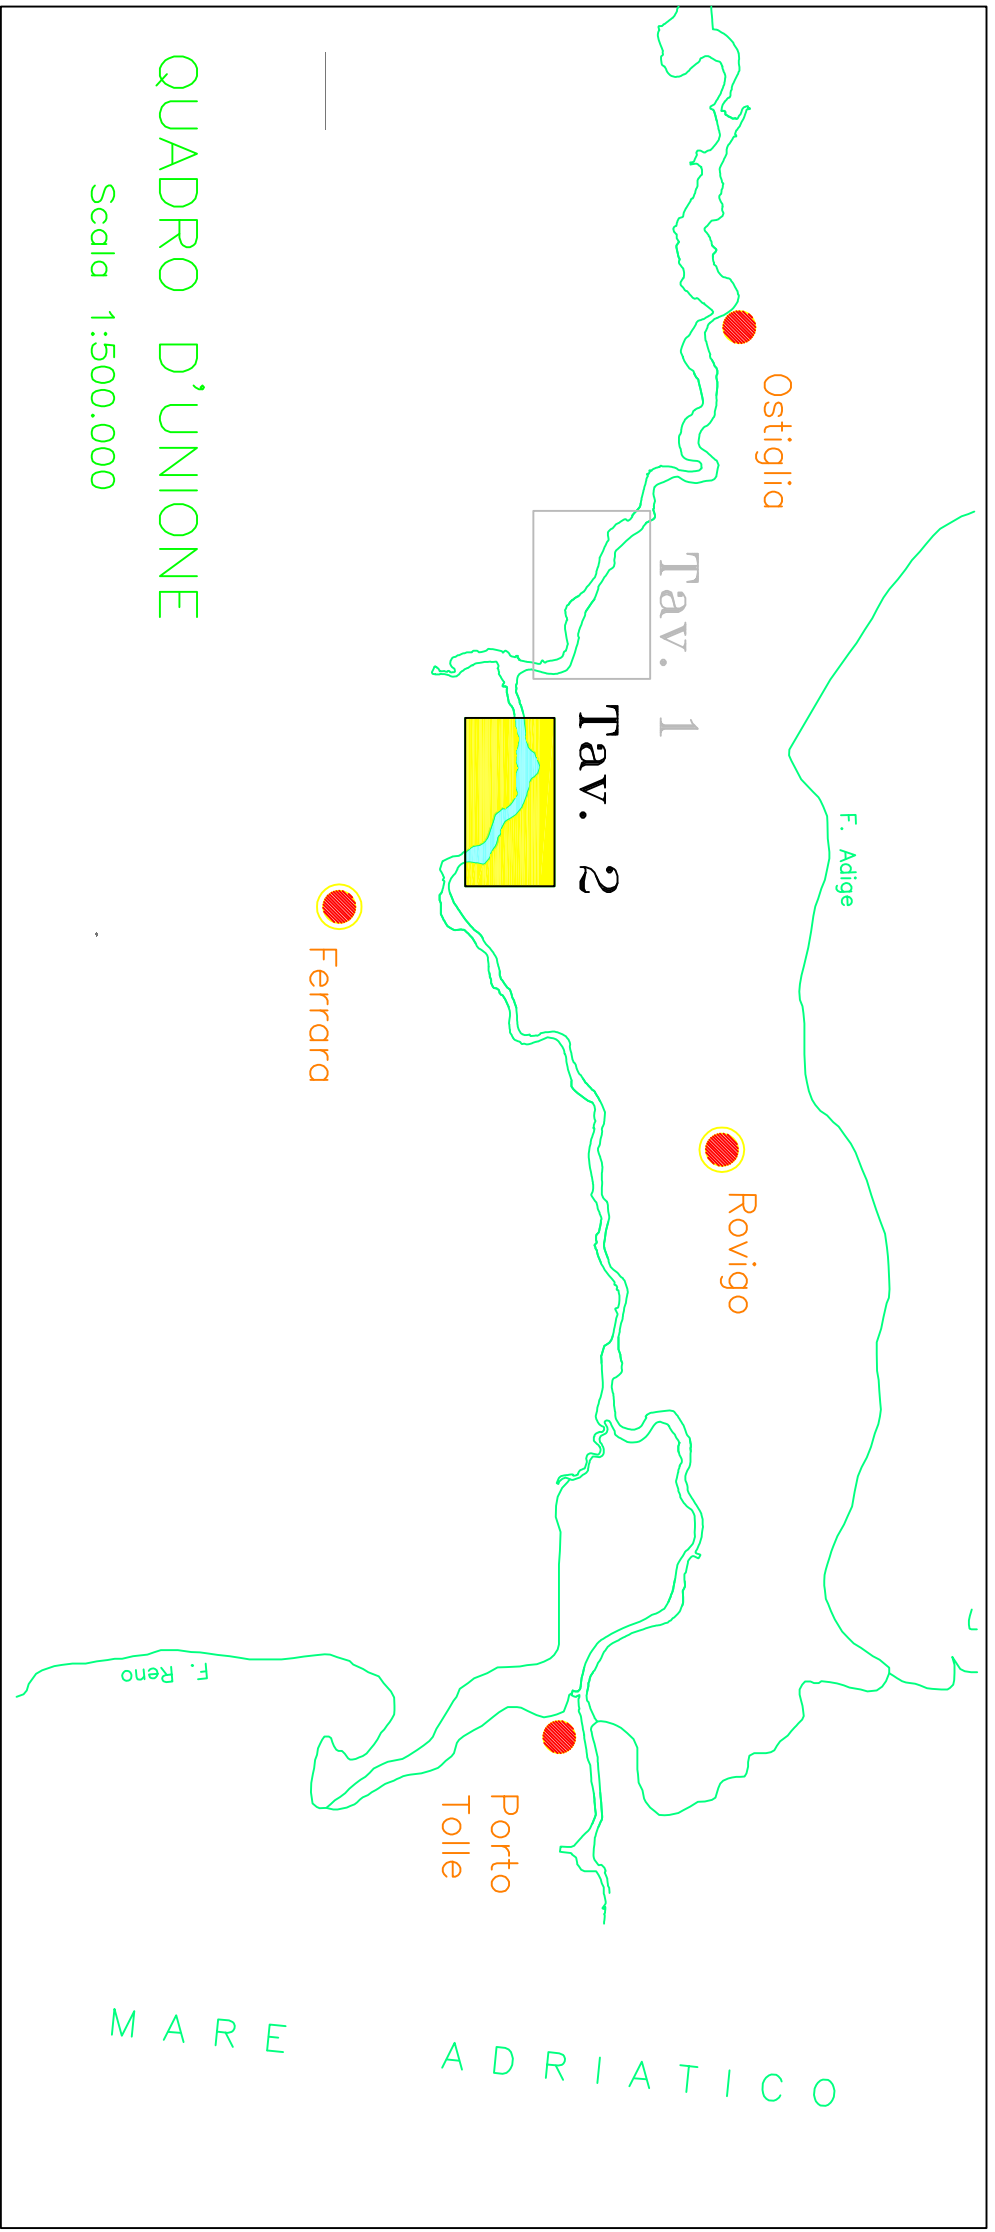 QUADRO D'UNIONE
Scala 1:500.000
Ostiglia
Tav. 1
Tav. 2
F. Adige
Ferrara
Rovigo
F. Reno
Porto
Tolle
MARE ADRIATICO